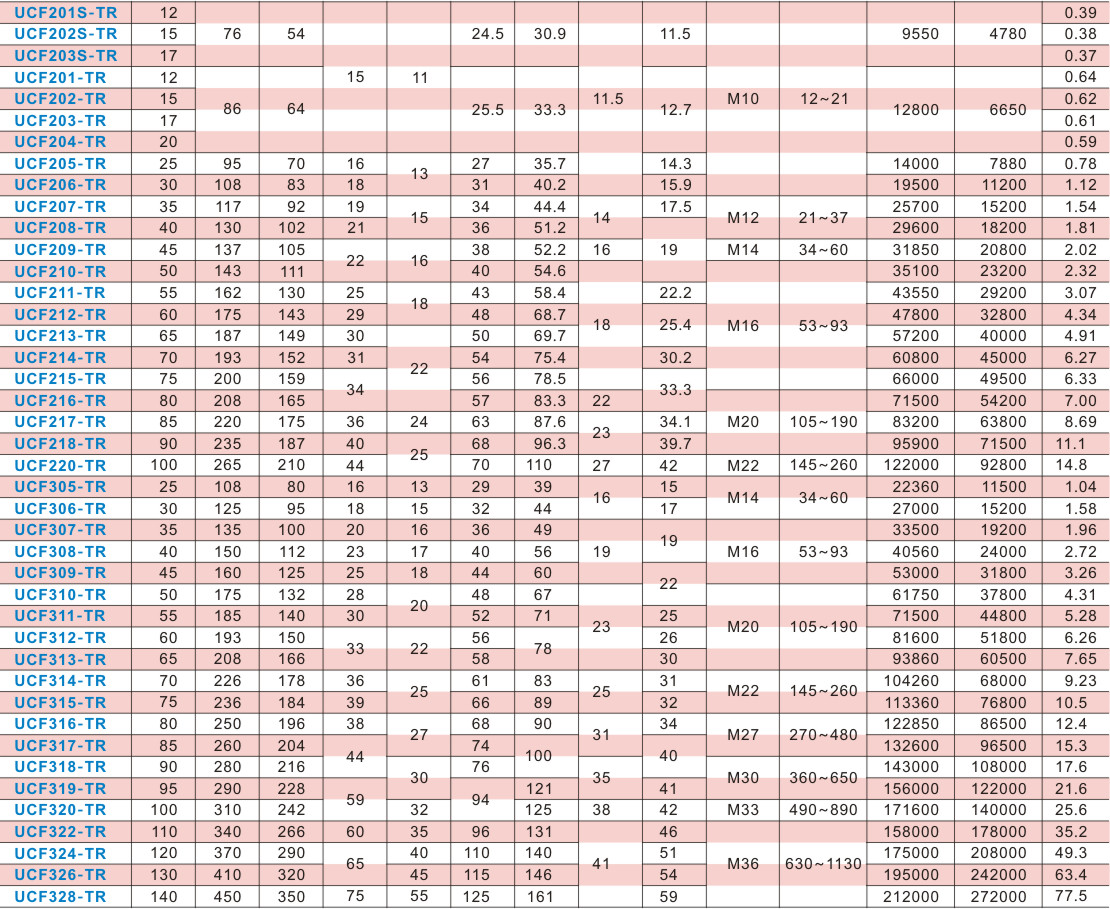 UCF201S-TR 12 0.39
UCF202S-TR 15 76 54 24.5 30.9 11.5 9550 4780 0.38
UCF203S-TR 17 0.37
UCF201-TR 12 15 11 0.64
UCF202-TR 15 11.5 M10 12~21 0.62
86 64 25.5 33.3 12.7 12800 6650
UCF203-TR 17 0.61
UCF204-TR 20 0.59
UCF205-TR 25 95 70 16 27 35.7 14.3 14000 7880 0.78
13
UCF206-TR 30 108 83 18 31 40.2 15.9 19500 11200 1.12
UCF207-TR 35 117 92 19 34 44.4 17.5 25700 15200 1.54
15 14 M12 21~37
UCF208-TR 40 130 102 21 36 51.2 29600 18200 1.81
UCF209-TR 45 137 105 38 52.2 16 19 M14 34~60 31850 20800 2.02
22 16
UCF210-TR 50 143 111 40 54.6 35100 23200 2.32
UCF211-TR 55 162 130 25 43 58.4 22.2 43550 29200 3.07
18
UCF212-TR 60 175 143 29 48 68.7 47800 32800 4.34
18 25.4 M16 53~93
UCF213-TR 65 187 149 30 50 69.7 57200 40000 4.91
UCF214-TR 70 193 152 31 54 75.4 30.2 60800 45000 6.27
22
UCF215-TR 75 200 159 56 78.5 66000 49500 6.33
34 33.3
UCF216-TR 80 208 165 57 83.3 22 71500 54200 7.00
UCF217-TR 85 220 175 36 24 63 87.6 34.1 M20 105~190 83200 63800 8.69
23
UCF218-TR 90 235 187 40 68 96.3 39.7 95900 71500 11.1
25
UCF220-TR 100 265 210 44 70 110 27 42 M22 145~260 122000 92800 14.8
UCF305-TR 25 108 80 16 13 29 39 15 22360 11500 1.04
16 M14 34~60
UCF306-TR 30 125 95 18 15 32 44 17 27000 15200 1.58
UCF307-TR 35 135 100 20 16 36 49 33500 19200 1.96
19
UCF308-TR 40 150 112 23 17 40 56 19 M16 53~93 40560 24000 2.72
UCF309-TR 45 160 125 25 18 44 60 53000 31800 3.26
22
UCF310-TR 50 175 132 28 48 67 61750 37800 4.31
20
UCF311-TR 55 185 140 30 52 71 25 71500 44800 5.28
23 M20 105~190
UCF312-TR 60 193 150 56 26 81600 51800 6.26
33 22 78
UCF313-TR 65 208 166 58 30 93860 60500 7.65
UCF314-TR 70 226 178 36 61 83 31 104260 68000 9.23
25 25 M22 145~260
UCF315-TR 75 236 184 39 66 89 32 113360 76800 10.5
UCF316-TR 80 250 196 38 68 90 34 122850 86500 12.4
27 31 M27 270~480
UCF317-TR 85 260 204 74 132600 96500 15.3
44 100 40
UCF318-TR 90 280 216 76 143000 108000 17.6
30 35 M30 360~650
UCF319-TR 95 290 228 121 41 156000 122000 21.6
59 94
UCF320-TR 100 310 242 32 125 38 42 M33 490~890 171600 140000 25.6
UCF322-TR 110 340 266 60 35 96 131 46 158000 178000 35.2
UCF324-TR 120 370 290 40 110 140 51 175000 208000 49.3
65 41 M36 630~1130
UCF326-TR 130 410 320 45 115 146 54 195000 242000 63.4
UCF328-TR 140 450 350 75 55 125 161 59 212000 272000 77.5